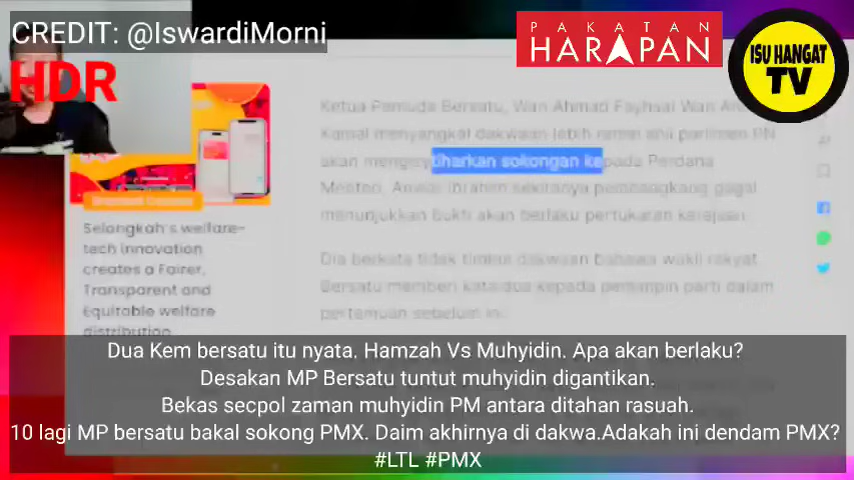 CREDIT: @IswardiMorni
HDR
PAKATAN
HARAPAN
ISU HANGAT
TV
Ketua Pemuda Bersatu, Wan Ahmad Fayhsal Wan
Kamal menyangkal dakwaan lebih ramai ahli parlimen PN
akan mengisytiharkan sokongan kepada Perdana
Menteri, Anwar Ibrahim sekiranya pembangkang gagal
menunjukkan bukti akan berlaku pertukaran kerajaan.
Dia berkata tidak timbul dakwaan bahawa wakil rakyat
Bersatu memberi kata dua kepada pemimpin parti dalam
pertemuan sebelum ini.
Selangkah's welfare-
tech innovation
creates a Fairer,
Transparent and
Equitable welfare
distribution
Dua Kem bersatu itu nyata. Hamzah Vs Muhyidin. Apa akan berlaku?
Desakan MP Bersatu tuntut muhyidin digantikan.
Bekas secpol zaman muhyidin PM antara ditahan rasuah.
10 lagi MP bersatu bakal sokong PMX. Daim akhirnya di dakwa.Adakah ini dendam PMX?
#LTL #PMX